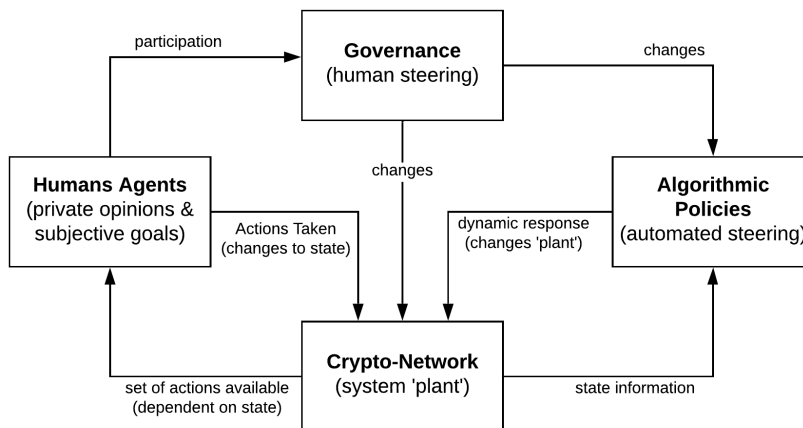 participation
Governance
(human steering)
changes
changes
Humans Agents
(private opinions &
subjective goals)
Actions Taken
(changes to state)
dynamic response
(changes 'plant')
Algorithmic
Policies
(automated steering)
Crypto-Network
(system 'plant')
set of actions available
(dependent on state)
state information